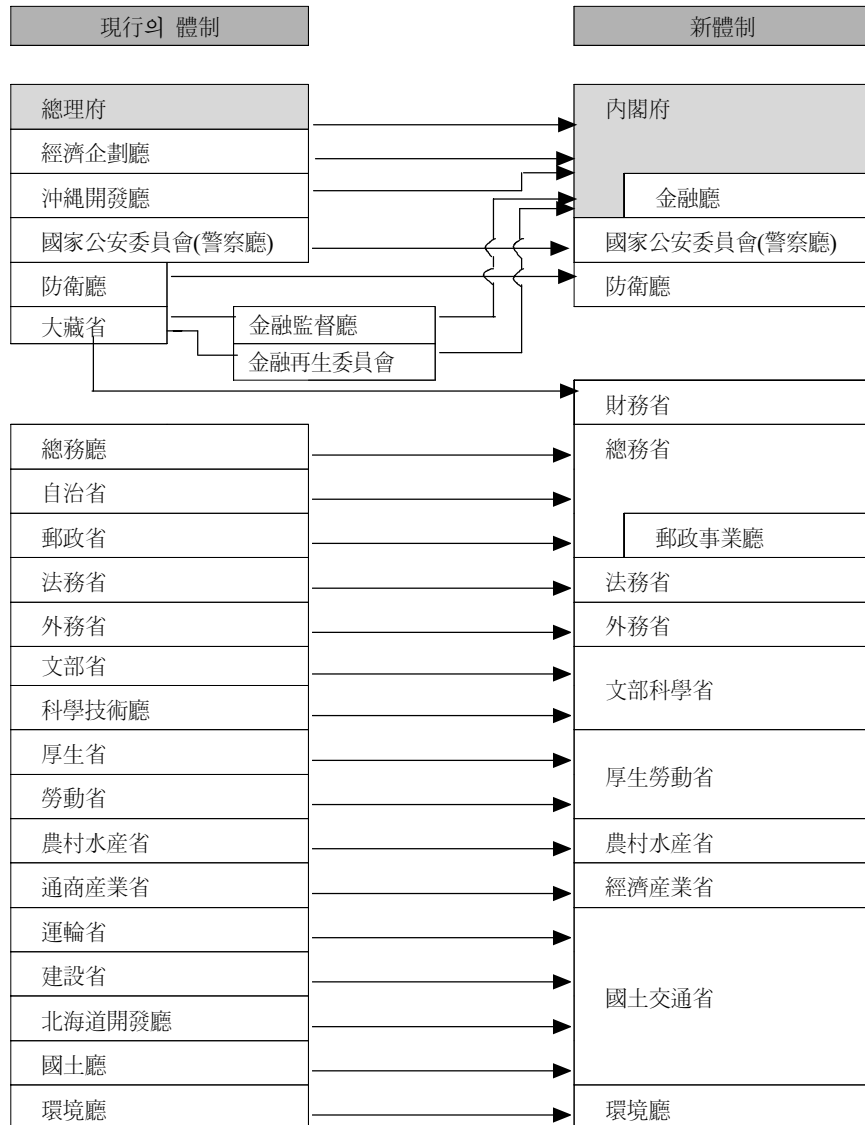 現行의 體制
新體制
總理府
內閣府
經濟企劃廳
沖縄開發廳
金融廳
國家公安委員會(警察廳)
國家公安委員會(警察廳)
防衛廳
防衛廳
大藏省
金融監督廳
金融再生委員會
財務省
總務廳
總務省
自治省
郵政省
郵政事業廳
法務省
法務省
外務省
外務省
文部省
文部科學省
科學技術廳
厚生省
厚生勞動省
勞動省
農村水産省
農村水産省
通商産業省
經濟産業省
運輪省
建設省
國土交通省
北海道開發廳
國土廳
環境廳
環境廳